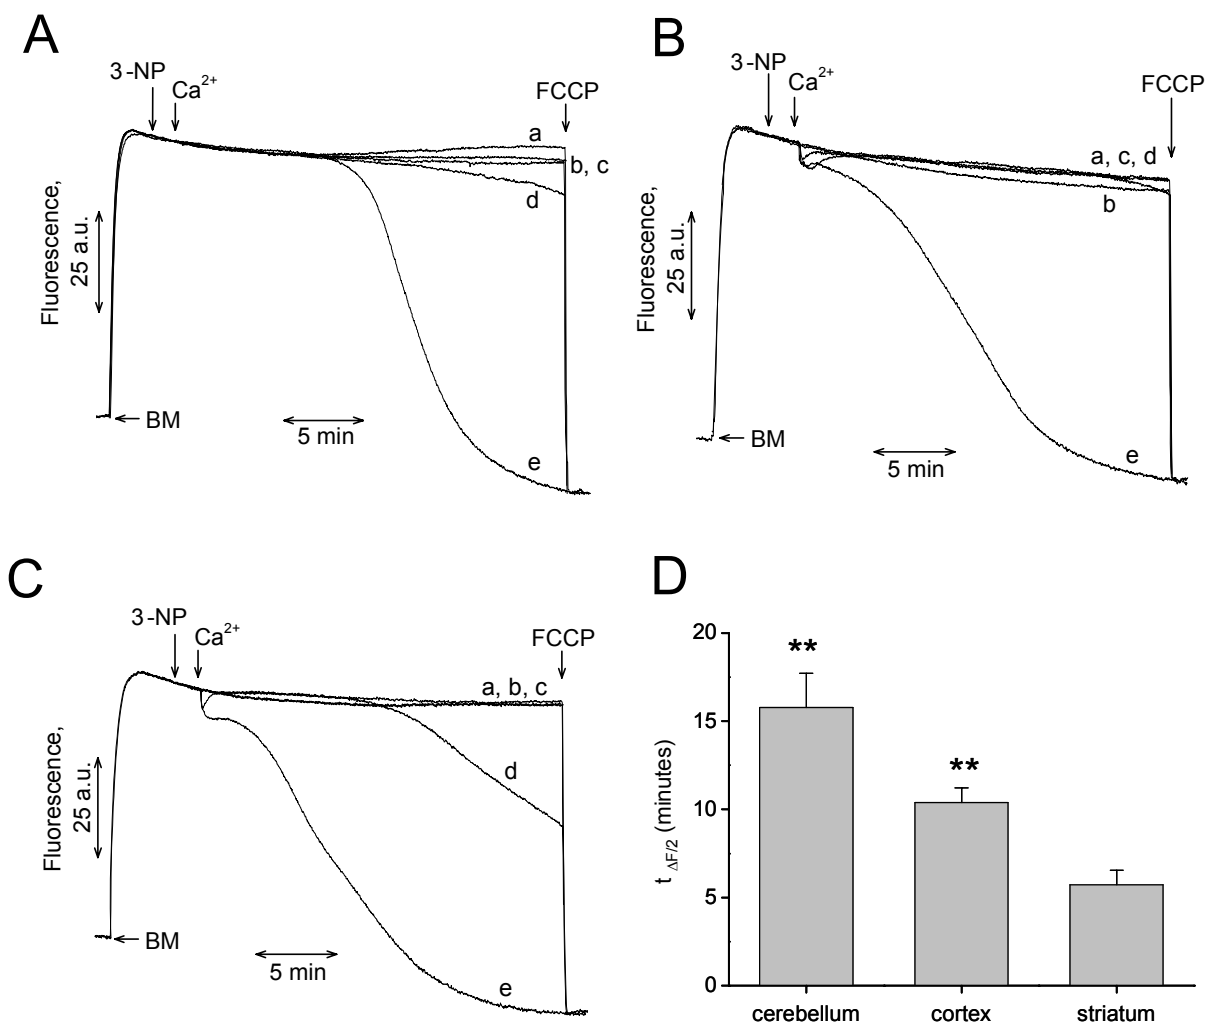 A
3-NP
Ca²⁺
FCCP
a
b, c
d
Fluorescence,
25 a.u.
5 min
BM
e
B
3-NP
Ca²⁺
FCCP
a, c, d
b
Fluorescence,
25 a.u.
5 min
BM
e
C
3-NP
Ca²⁺
FCCP
a, b, c
d
Fluorescence,
25 a.u.
5 min
BM
e
D
20
**
15
**
10
5
0
t ΔF/2 (minutes)
cerebellum cortex striatum